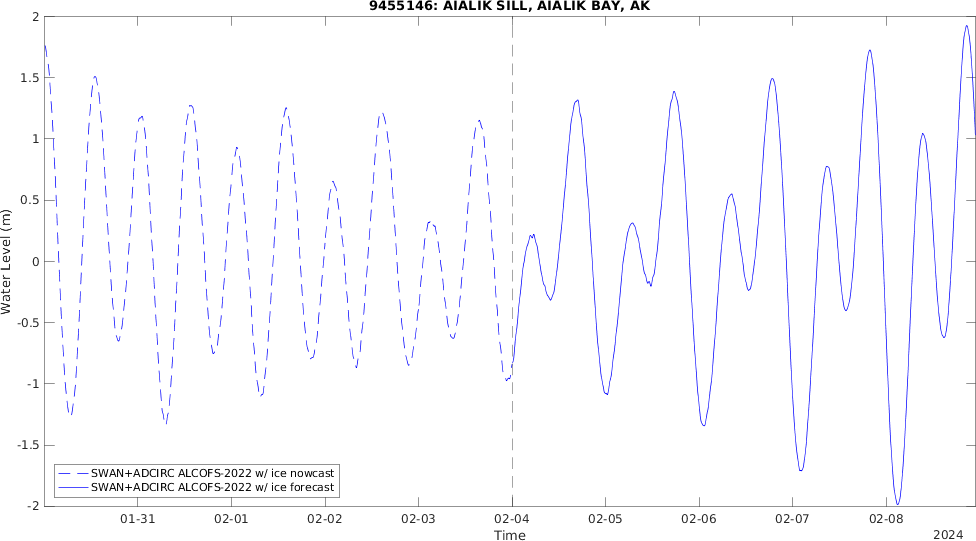 9455146: AIALIK SILL, AIALIK BAY, AK
Water Level (m)
2
1.5
1
0.5
0
-0.5
-1
-1.5
-2
SWAN+ADCIRC ALCOFS-2022 w/ ice nowcast
SWAN+ADCIRC ALCOFS-2022 w/ ice forecast
01-31 02-01 02-02 02-03 02-04 02-05 02-06 02-07 02-08
Time
2024